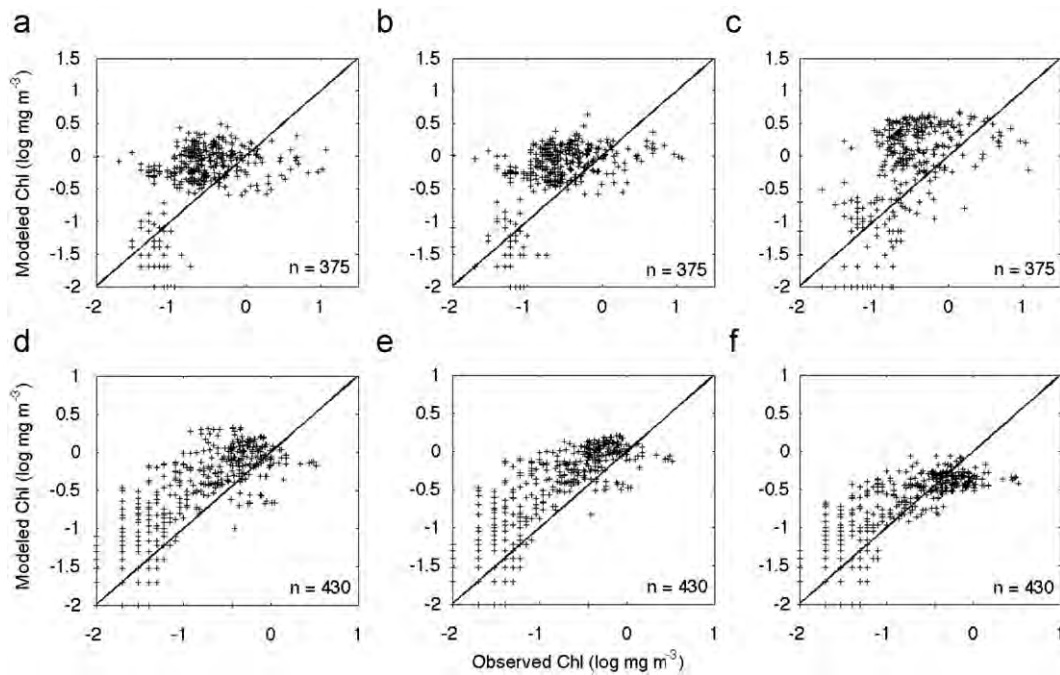 a b c
1.5 1.5 1.5
1 1 1
0.5 0.5 0.5
0 0 0
-0.5 -0.5 -0.5
-1 -1 -1
-1.5 -1.5 -1.5
-2 -2 -2
Modeled Chl (log mg m⁻³)
n = 375 n = 375 n = 375
-2 -1 0 1 -2 -1 0 1 -2 -1 0 1
d e f
1 1 1
0.5 0.5 0.5
0 0 0
-0.5 -0.5 -0.5
-1 -1 -1
-1.5 -1.5 -1.5
-2 -2 -2
Modeled Chl (log mg m⁻³)
n = 430 n = 430 n = 430
-2 -1 0 1 -2 -1 0 1 -2 -1 0 1
Observed Chl (log mg m⁻³)